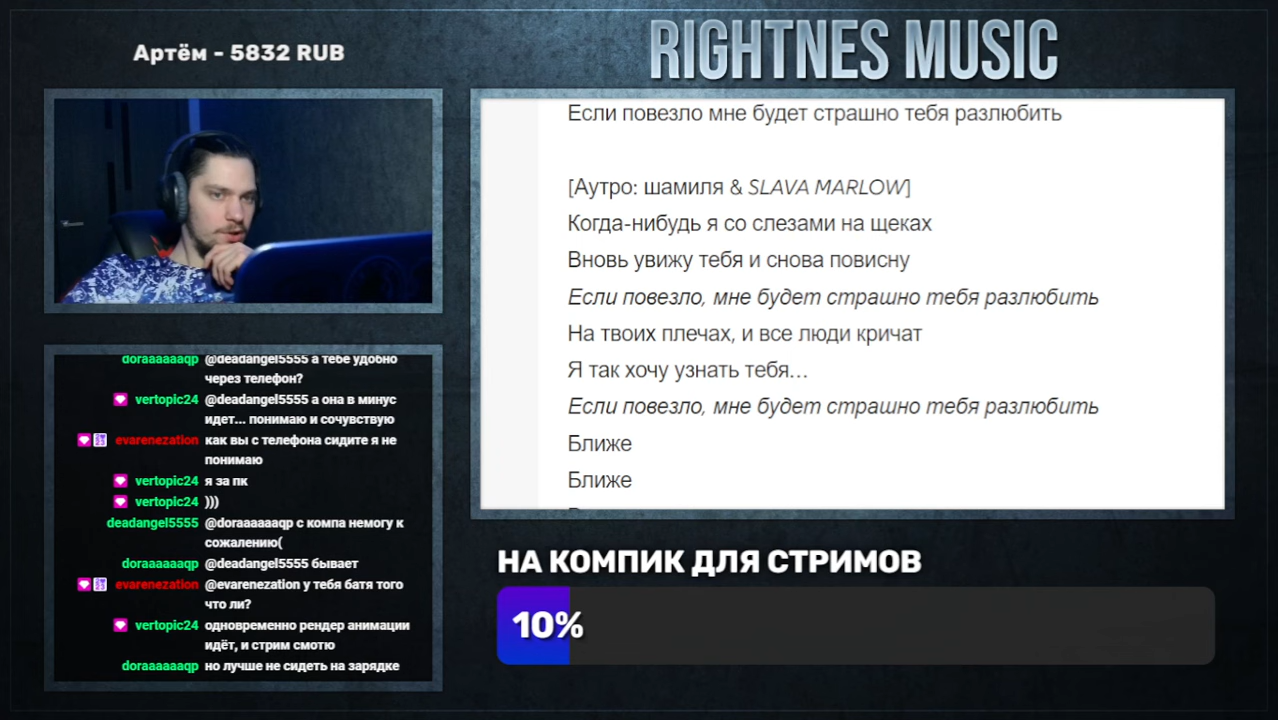 Артём - 5832 RUB
RIGHTNES MUSIC
Если повезло мне будет страшно тебя разлюбить
[Аутро: шамиля & SLAVA MARLOW]
Когда-нибудь я со слезами на щеках
Вновь увижу тебя и снова повисну
Если повезло, мне будет страшно тебя разлюбить
На твоих плечах, и все люди кричат
Я так хочу узнать тебя...
Если повезло, мне будет страшно тебя разлюбить
Ближе
Ближе
doraaaaaaqp @deadangel5555 а тебе удобно
через телефон?
vertopic24 @deadangel5555 а она в минус
идет... понимаю и сочувствую
evarenezation как вы с телефона сидите я не
понимаю
vertopic24 я за пк
vertopic24 )))
deadangel5555 @doraaaaaaqp с компа немогу к
сожалению(
doraaaaaaqp @deadangel5555 бывает
evarenezation @evarenezation у тебя батя того
что ли?
vertopic24 одновременно рендер анимации
идёт, и стрим смотю
doraaaaaaqp но лучше не сидеть на зарядке
НА КОМПИК ДЛЯ СТРИМОВ
10%